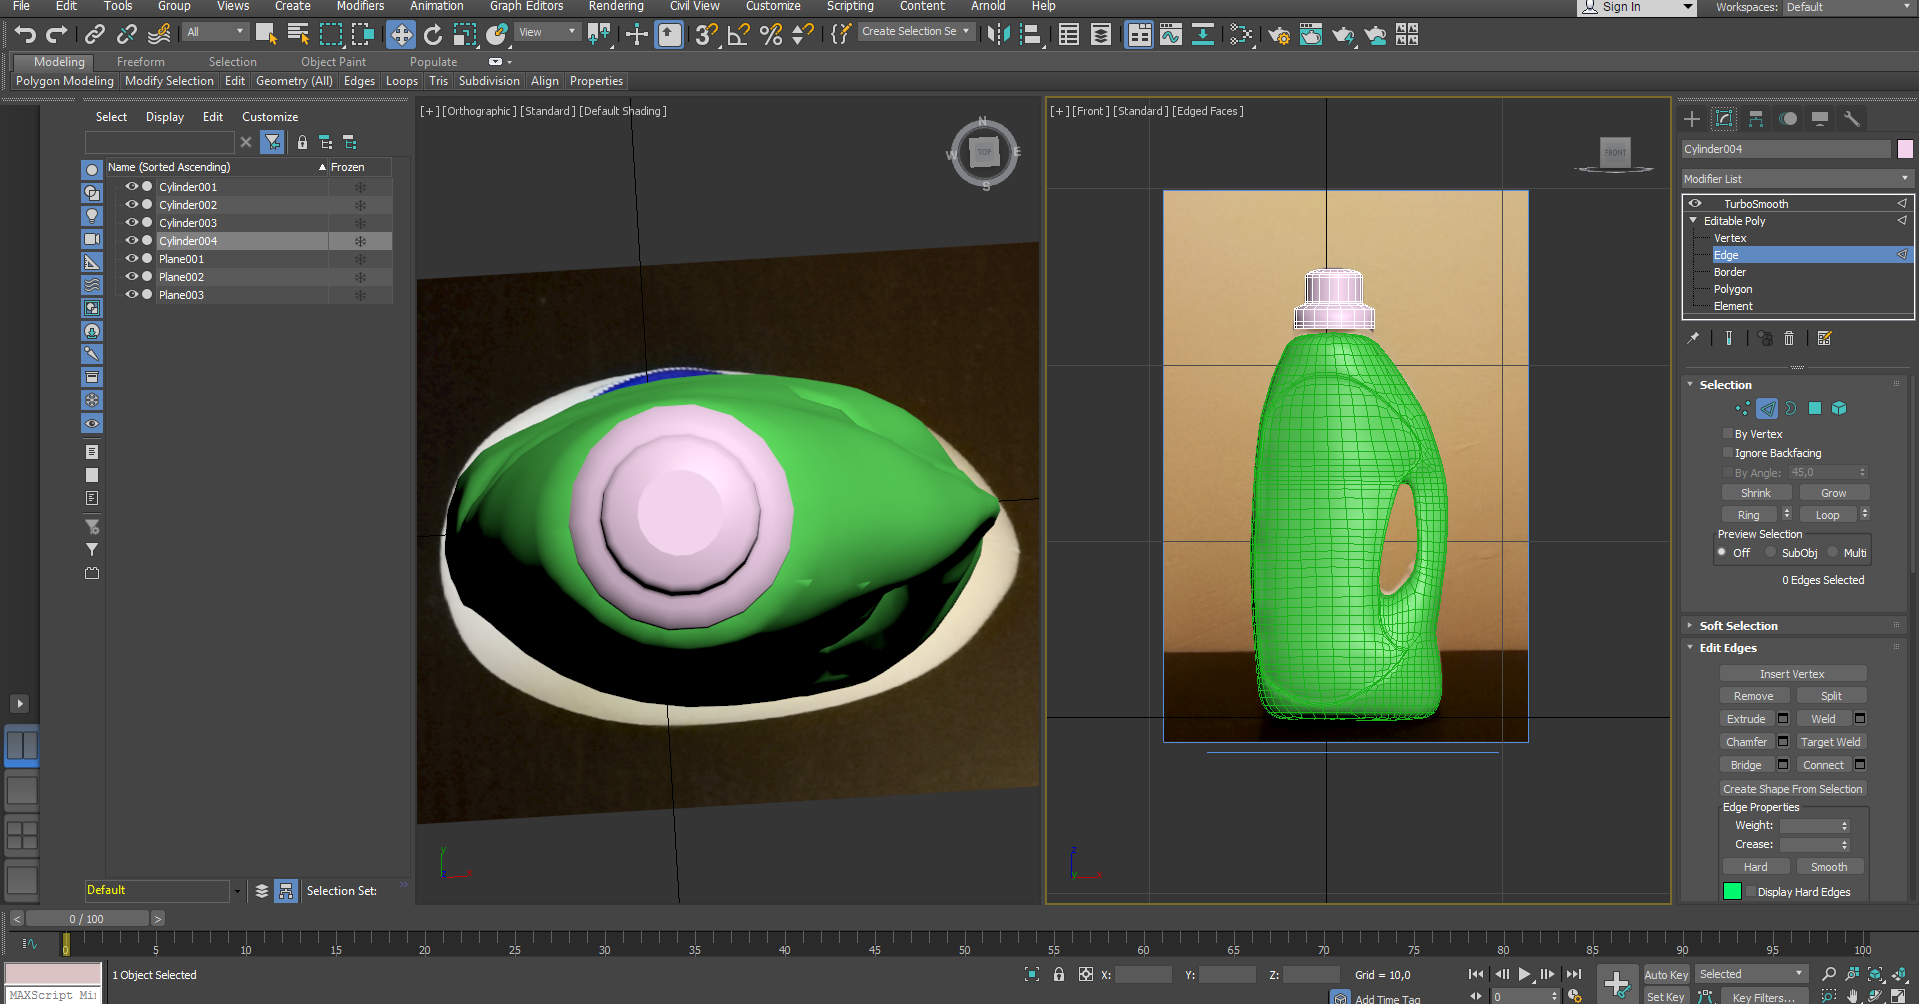 File Edit Tools Group Views Create Modifiers Animation Graph Editors Rendering Civil View Customize Scripting Content Arnold Help Sign In Workspaces: Default
All View Create Selection Se
Modeling Freeform Selection Object Paint Populate
Polygon Modeling Modify Selection Edit Geometry (All) Edges Loops Tris Subdivision Align Properties
Select Display Edit Customize
Name (Sorted Ascending) Frozen
Cylinder001
Cylinder002
Cylinder003
Cylinder004
Plane001
Plane002
Plane003
Default Selection Set:
[+] [Orthographic] [Standard] [Default Shading]
N
W TOP E
S
y
z
[+] [Front] [Standard] [Edged Faces]
FRONT
z
y x
Cylinder004
Modifier List
TurboSmooth
Editable Poly
Vertex
Edge
Border
Polygon
Element
Selection
By Vertex
Ignore Backfacing
By Angle: 45,0
Shrink Grow
Ring Loop
Preview Selection
Off SubObj Multi
0 Edges Selected
Soft Selection
Edit Edges
Insert Vertex
Remove Split
Extrude Weld
Chamfer Target Weld
Bridge Connect
Create Shape From Selection
Edge Properties
Weight:
Crease:
Hard Smooth
Display Hard Edges
< 0 / 100 >
0 5 10 15 20 25 30 35 40 45 50 55 60 65 70 75 80 85 90 95 100
1 Object Selected X: Y: Z: Grid = 10,0 Auto Key Selected
MAXScript Mi Add Time Tag 0 Set Key Key Filters...